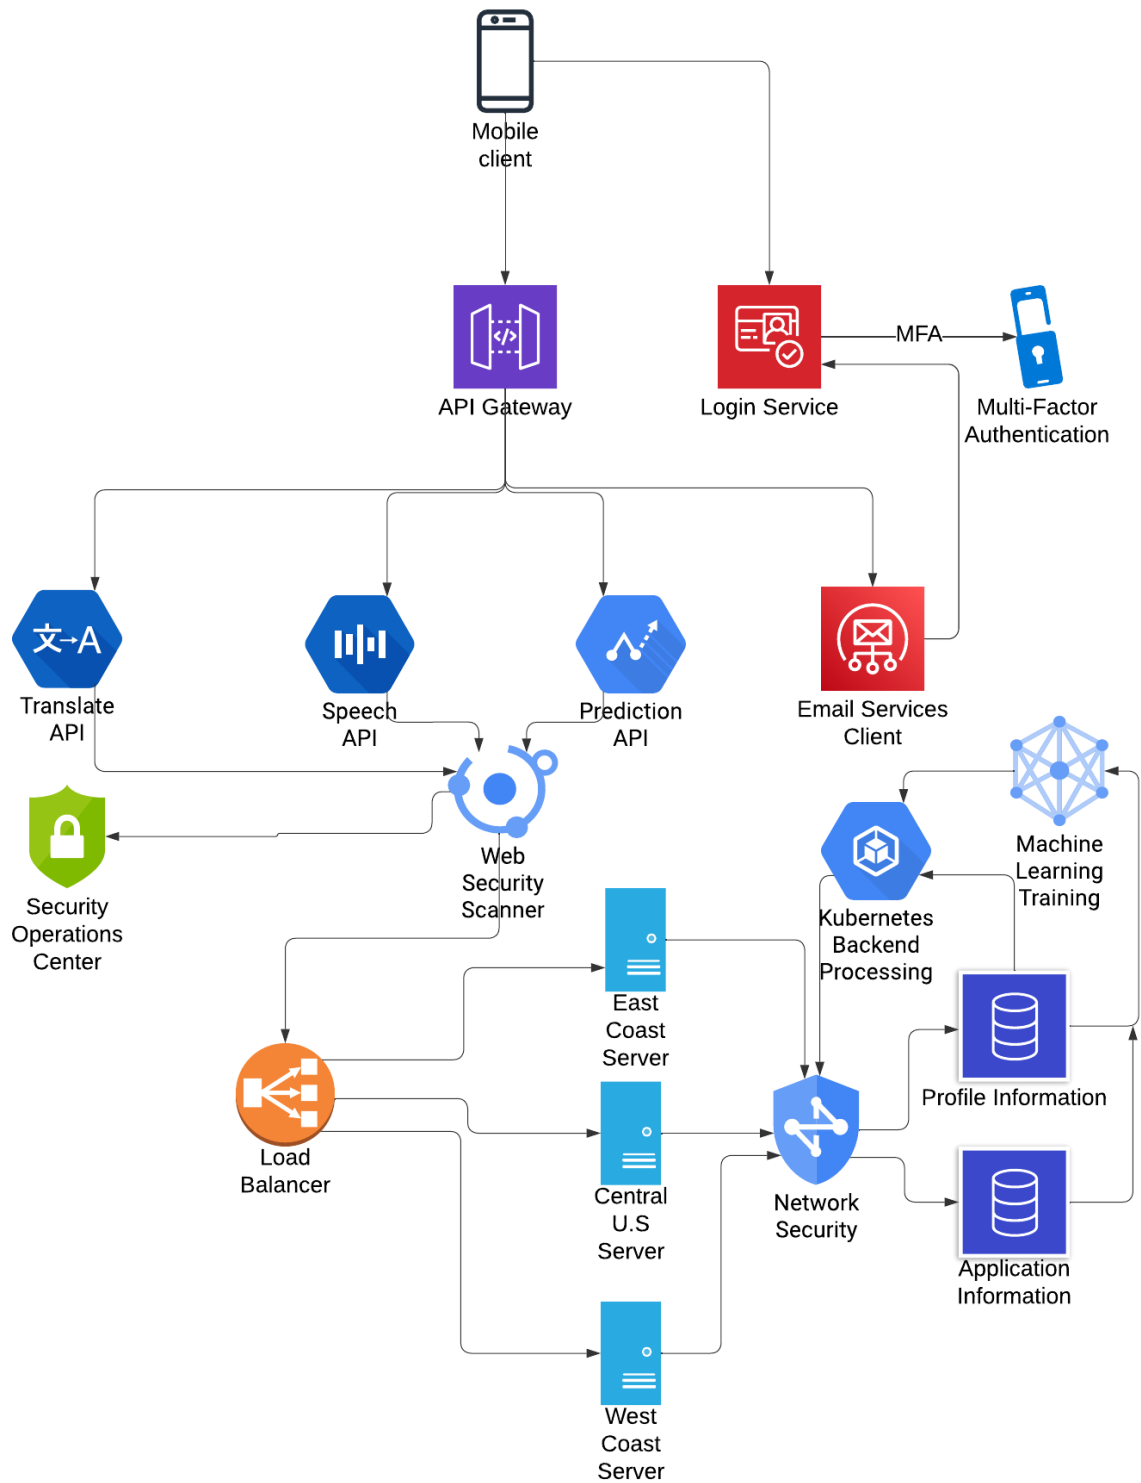 Mobile
client
MFA
API Gateway
Login Service
Multi-Factor
Authentication
文→A
Translate
API
Speech
API
Prediction
API
Email Services
Client
Security
Operations
Center
Web
Security
Scanner
Machine
Learning
Training
Kubernetes
Backend
Processing
East
Coast
Server
Profile Information
Load
Balancer
Central
U.S
Server
Network
Security
Application
Information
West
Coast
Server